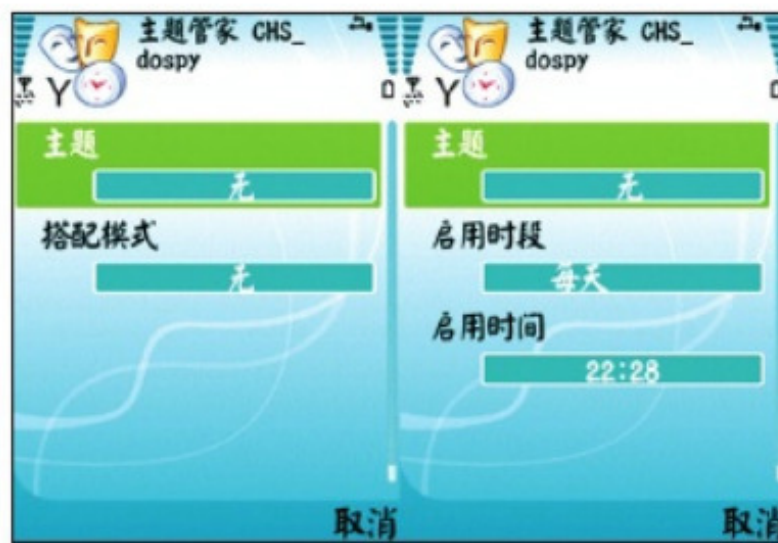 主题管家 CHS_
dospy
Y
主题
无
搭配模式
无
取消
主题管家 CHS_
dospy
Y
主题
无
启用时段
每天
启用时间
22:28
取消